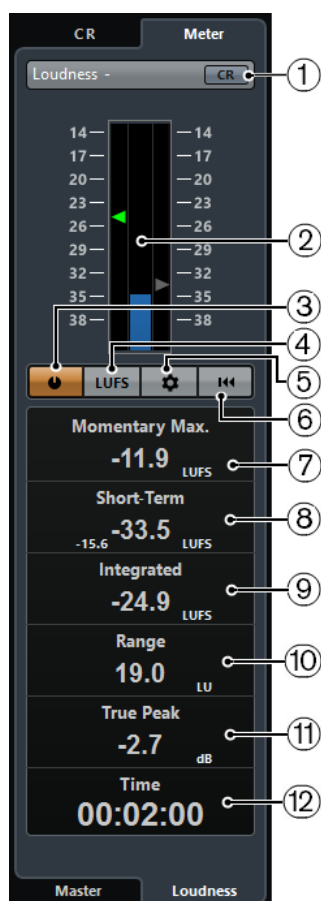 CR Meter
Loudness - CR ①
14 14
17 17
20 20
23 23
26 26
29 29 ②
32 32
35 35 ③
38 38 ④
LUFS ⑤
⑥
Momentary Max.
-11.9 LUFS ⑦
Short-Term
-15.6 -33.5 LUFS ⑧
Integrated
-24.9 LUFS ⑨
Range
19.0 LU ⑩
True Peak
-2.7 dB ⑪
Time
00:02:00 ⑫
Master Loudness